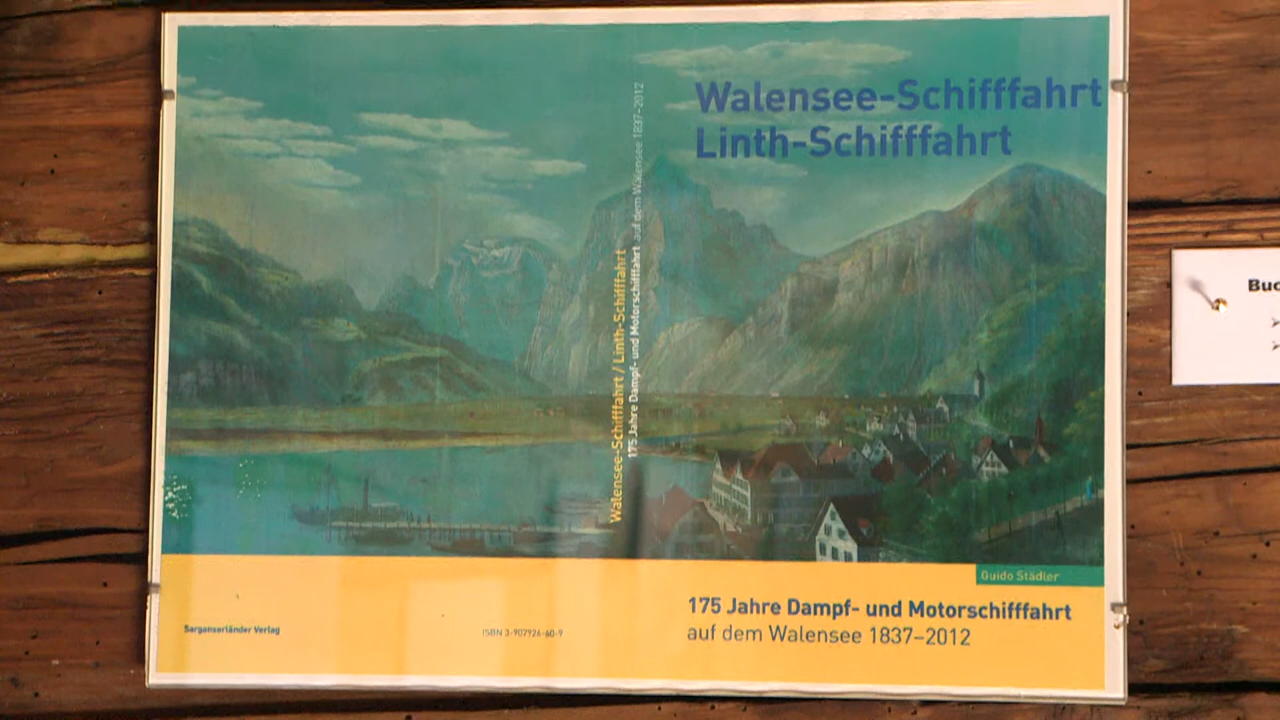 Walensee-Schifffahrt
Linth-Schifffahrt
Walensee-Schifffahrt / Linth-Schifffahrt
175 Jahre Dampf- und Motorschifffahrt auf dem Walensee 1837–2012
Guido Städler
175 Jahre Dampf- und Motorschifffahrt
auf dem Walensee 1837–2012
Sarganserländer Verlag
ISBN 3-907926-60-9